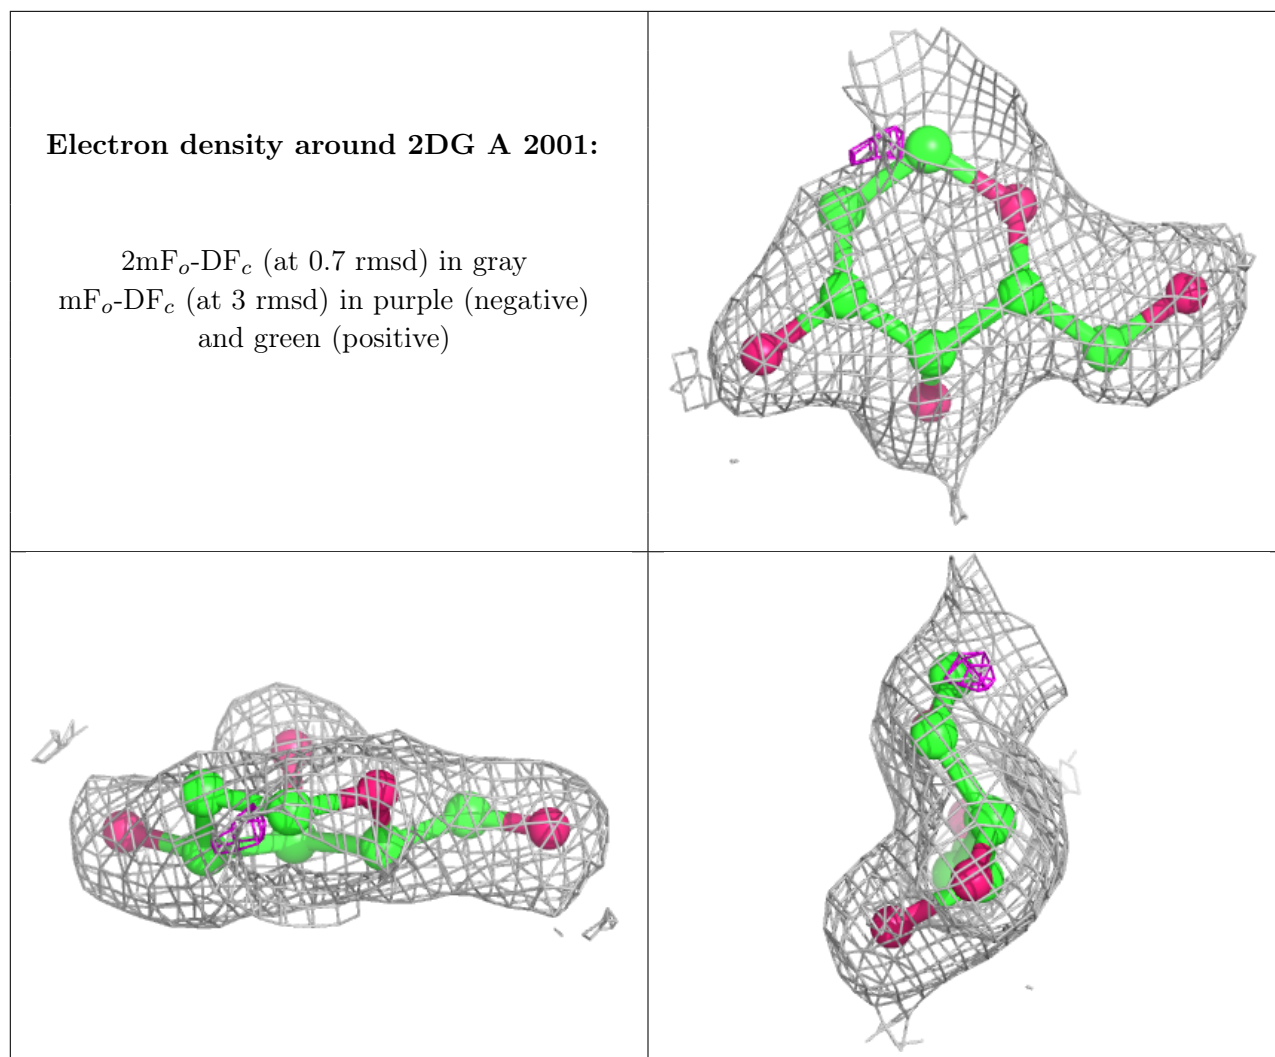 Electron density around 2DG A 2001:
2mFo-DFc (at 0.7 rmsd) in gray
mFo-DFc (at 3 rmsd) in purple (negative)
and green (positive)